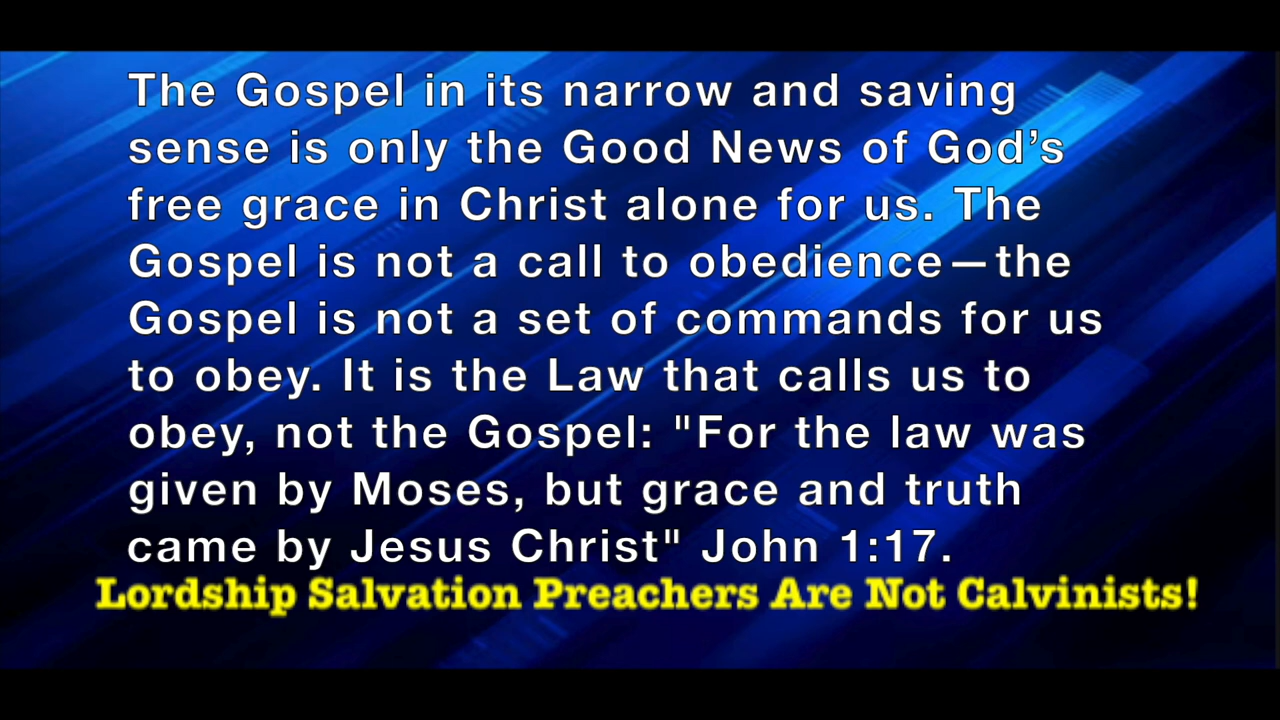 The Gospel in its narrow and saving
sense is only the Good News of God’s
free grace in Christ alone for us. The
Gospel is not a call to obedience—the
Gospel is not a set of commands for us
to obey. It is the Law that calls us to
obey, not the Gospel: "For the law was
given by Moses, but grace and truth
came by Jesus Christ" John 1:17.
Lordship Salvation Preachers Are Not Calvinists!